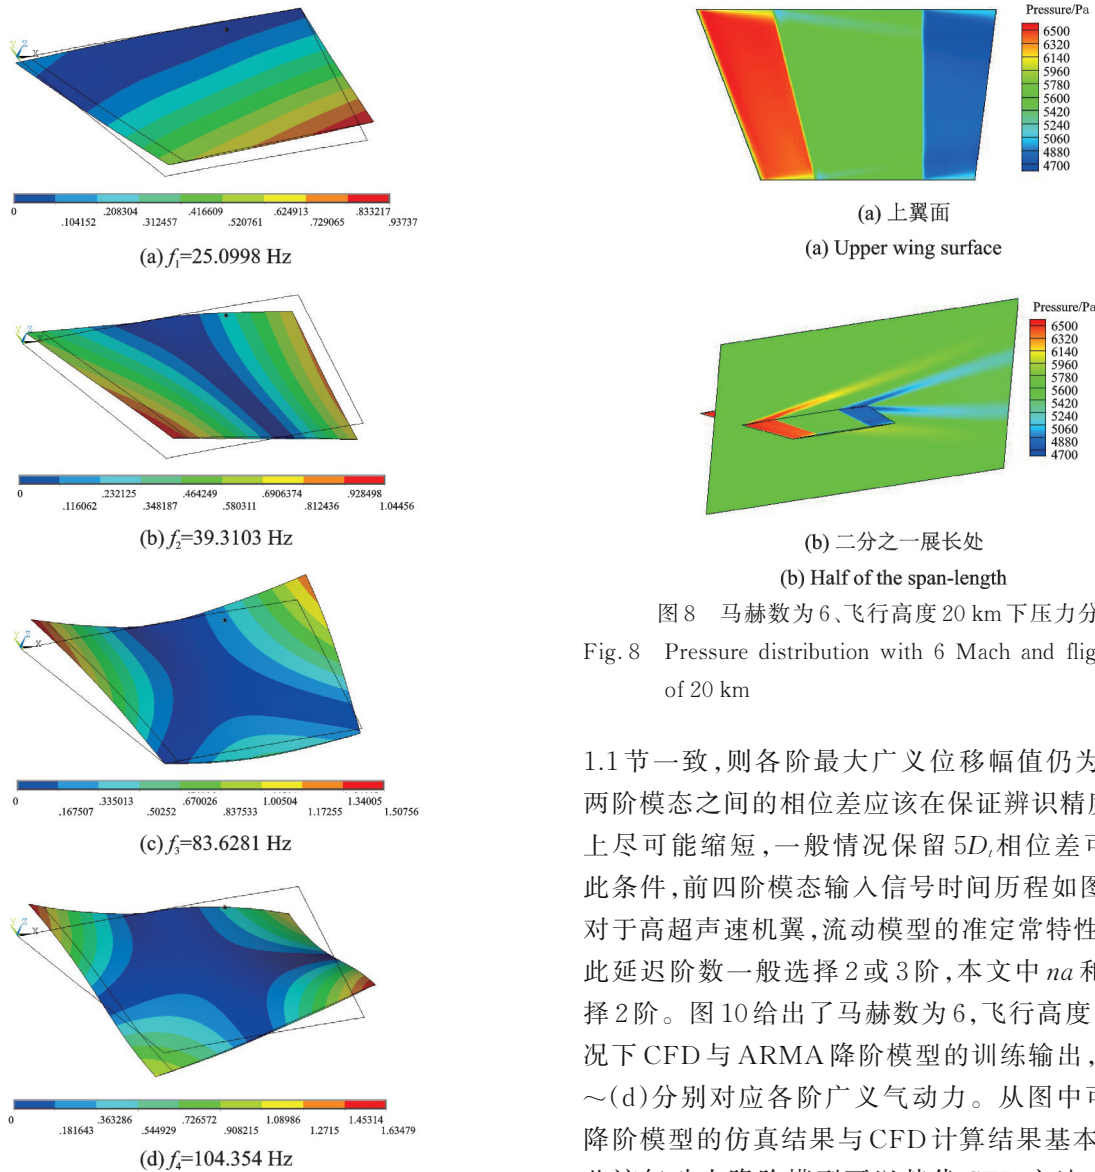 Y
Z
X
0
.208304
.416609
.624913
.833217
.104152
.312457
.520761
.729065
.93737
(a) f1=25.0998 Hz
Y
Z
X
0
.232125
.464249
.6906374
.928498
.116062
.348187
.580311
.812436
1.04456
(b) f2=39.3103 Hz
Y
Z
X
0
.335013
.670026
1.00504
1.34005
.167507
.50252
.837533
1.17255
1.50756
(c) f3=83.6281 Hz
Y
Z
X
0
.363286
.726572
1.08986
1.45314
.181643
.544929
.908215
1.2715
1.63479
(d) f4=104.354 Hz
Pressure/Pa
6500
6320
6140
5960
5780
5600
5420
5240
5060
4880
4700
(a) 上翼面
(a) Upper wing surface
Pressure/Pa
6500
6320
6140
5960
5780
5600
5420
5240
5060
4880
4700
(b) 二分之一展长处
(b) Half of the span-length
图8 马赫数为6、飞行高度20 km下压力分
Fig. 8 Pressure distribution with 6 Mach and flig
of 20 km
1.1节一致,则各阶最大广义位移幅值仍为
两阶模态之间的相位差应该在保证辨识精度
上尽可能缩短,一般情况保留5Dt相位差可
此条件,前四阶模态输入信号时间历程如图
对于高超声速机翼,流动模型的准定常特性
此延迟阶数一般选择2或3阶,本文中na和
择2阶。图10给出了马赫数为6,飞行高度
况下CFD与ARMA降阶模型的训练输出,
~(d)分别对应各阶广义气动力。从图中可
降阶模型的仿真结果与CFD计算结果基本